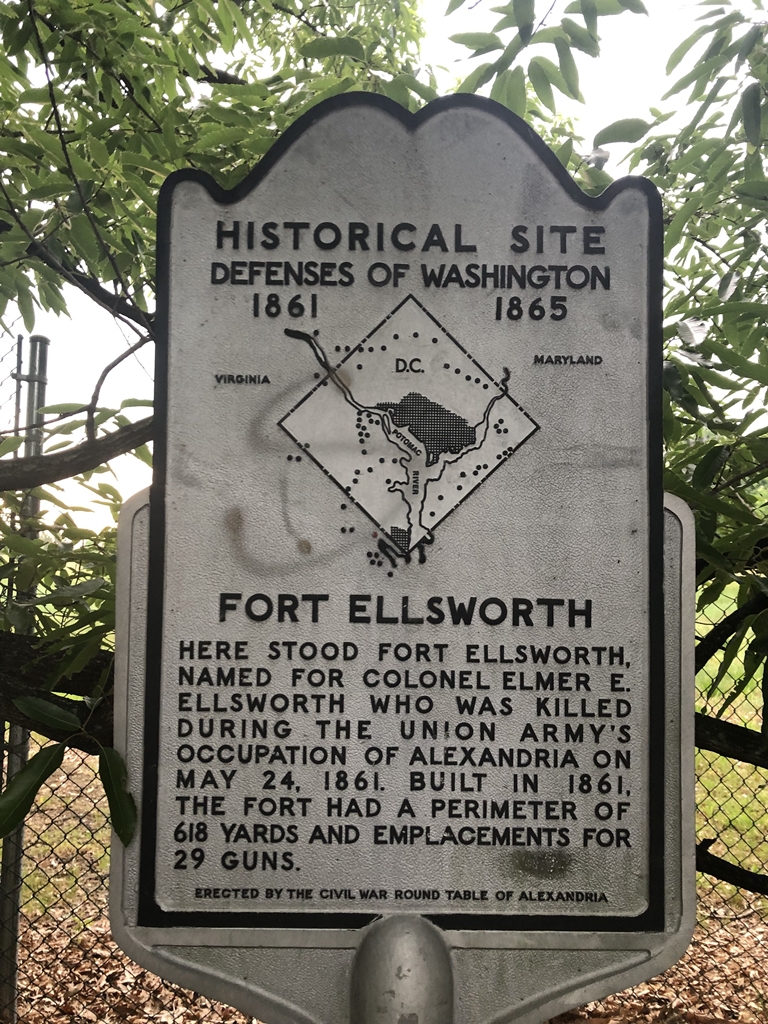 HISTORICAL SITE
DEFENSES OF WASHINGTON
1861 1865
D.C.
MARYLAND
VIRGINIA
POTOMAC
RIVER
FORT ELLSWORTH
HERE STOOD FORT ELLSWORTH,
NAMED FOR COLONEL ELMER E.
ELLSWORTH WHO WAS KILLED
DURING THE UNION ARMY'S
OCCUPATION OF ALEXANDRIA ON
MAY 24, 1861. BUILT IN 1861,
THE FORT HAD A PERIMETER OF
618 YARDS AND EMPLACEMENTS FOR
29 GUNS.
ERECTED BY THE CIVIL WAR ROUND TABLE OF ALEXANDRIA